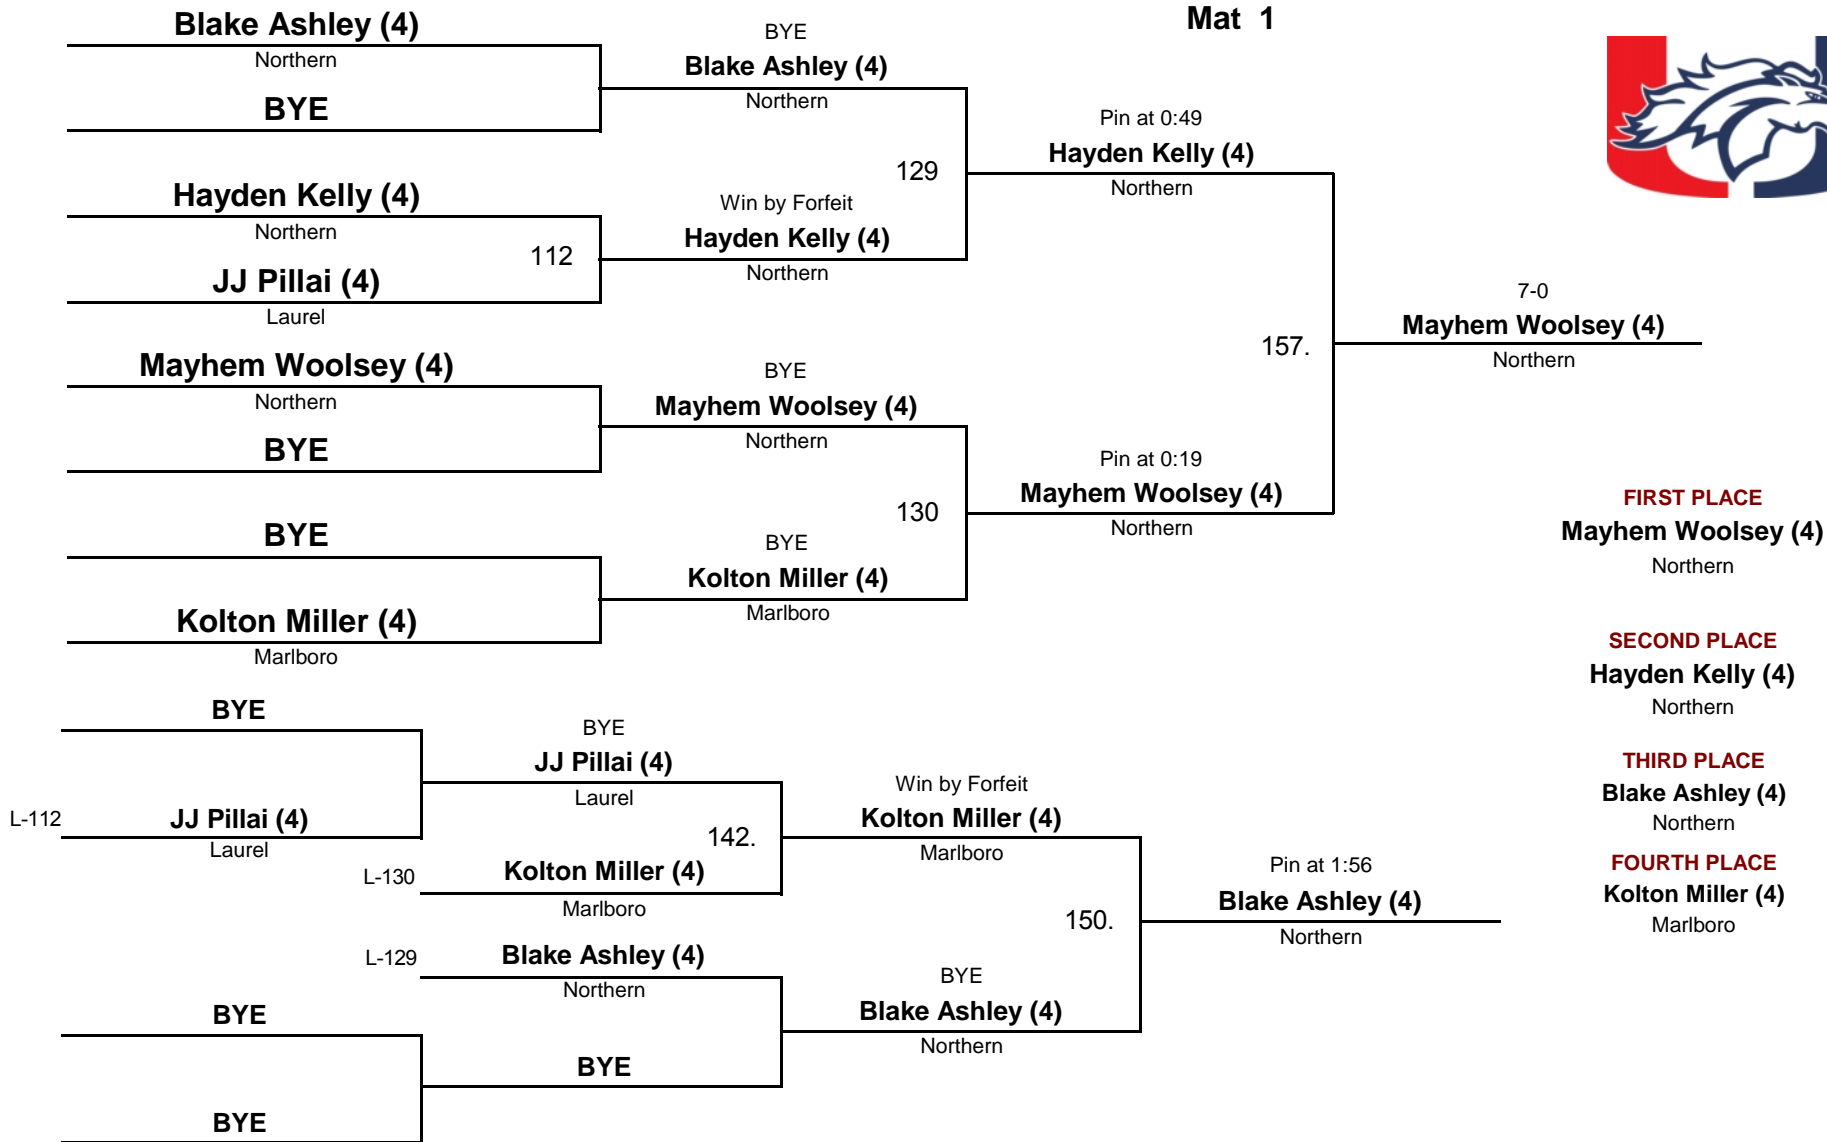 Mat 1
Blake Ashley (4)
Northern
BYE
Hayden Kelly (4)
Northern
112
JJ Pillai (4)
Laurel
Mayhem Woolsey (4)
Northern
BYE
BYE
Kolton Miller (4)
Marlboro
BYE
Blake Ashley (4)
Northern
129
Win by Forfeit
Hayden Kelly (4)
Northern
BYE
Mayhem Woolsey (4)
Northern
130
BYE
Kolton Miller (4)
Marlboro
Pin at 0:49
Hayden Kelly (4)
Northern
157.
Pin at 0:19
Mayhem Woolsey (4)
Northern
7-0
Mayhem Woolsey (4)
Northern
FIRST PLACE
Mayhem Woolsey (4)
Northern
SECOND PLACE
Hayden Kelly (4)
Northern
THIRD PLACE
Blake Ashley (4)
Northern
FOURTH PLACE
Kolton Miller (4)
Marlboro
BYE
L-112
JJ Pillai (4)
Laurel
BYE
JJ Pillai (4)
Laurel
142.
L-130
Kolton Miller (4)
Marlboro
L-129
Blake Ashley (4)
Northern
BYE
BYE
BYE
Win by Forfeit
Kolton Miller (4)
Marlboro
150.
BYE
Blake Ashley (4)
Northern
Pin at 1:56
Blake Ashley (4)
Northern